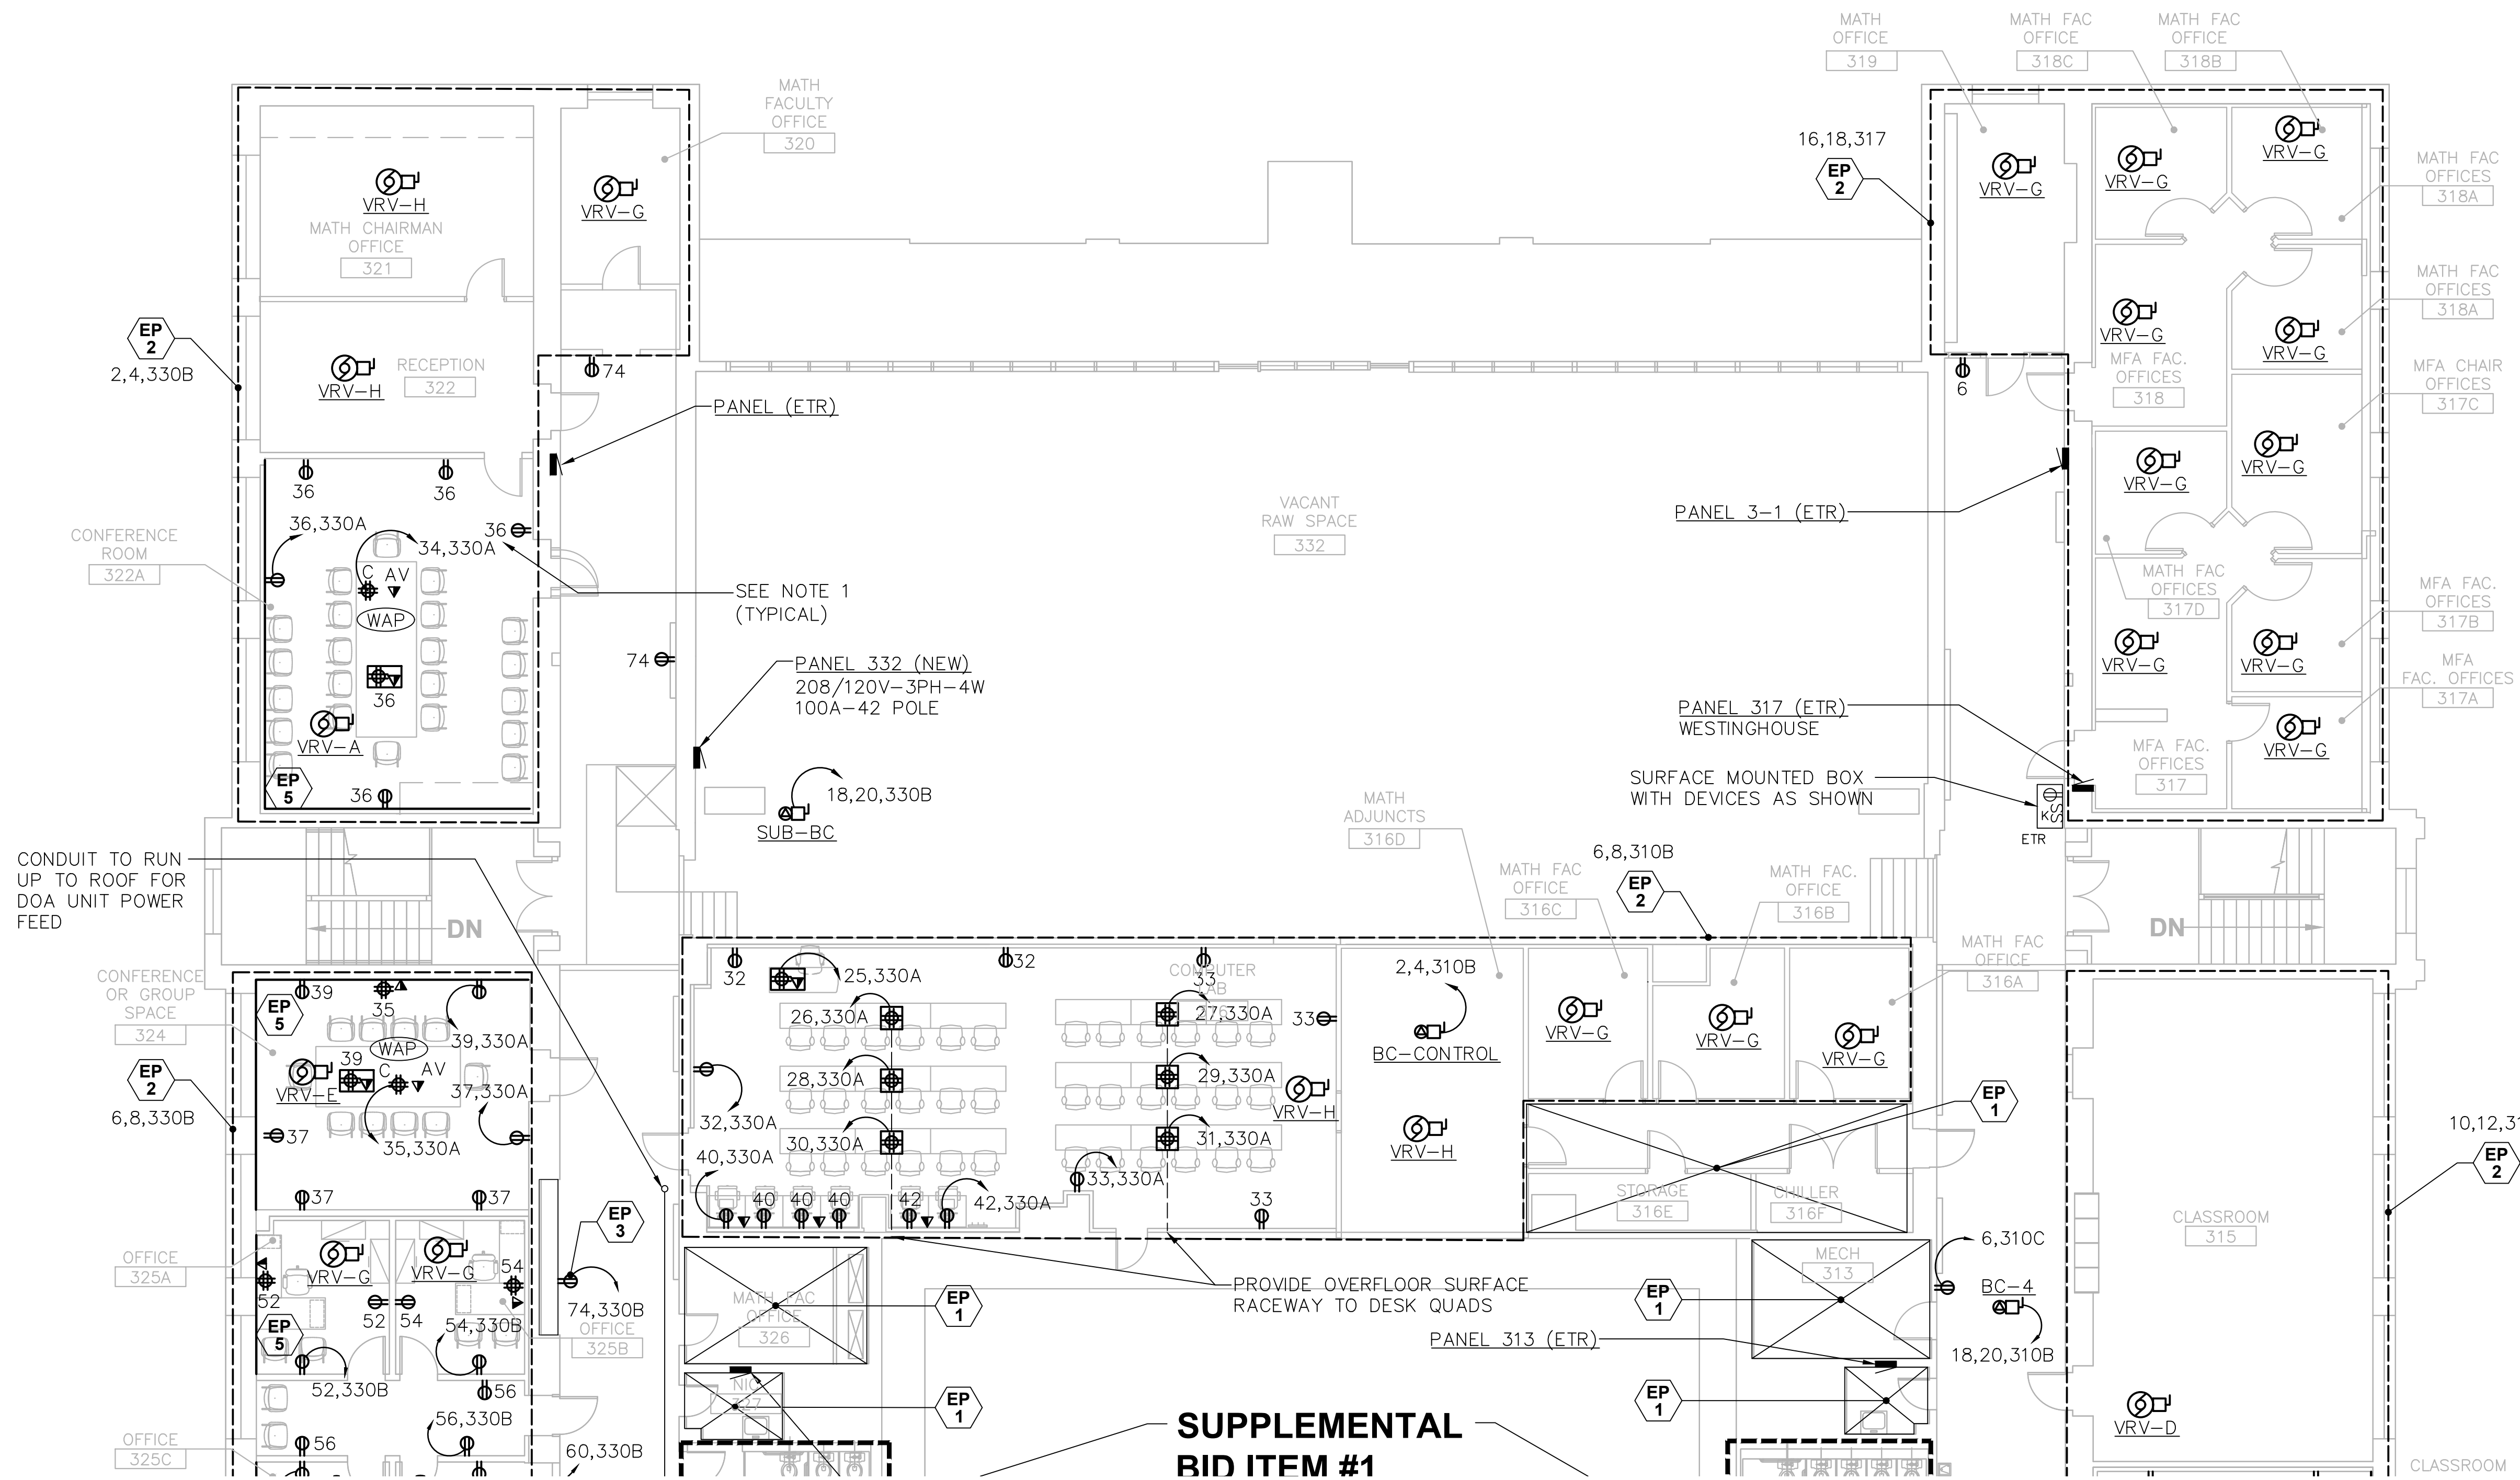 MATH
OFFICE
319
MATH FAC
OFFICE
318C
MATH FAC
OFFICE
318B
MATH
FACULTY
OFFICE
320
16,18,317
EP
2
VRV-G
VRV-G
VRV-G
MATH FAC
OFFICES
318A
VRV-H
MATH CHAIRMAN
OFFICE
321
VRV-G
MATH FAC
OFFICES
318A
EP
2
2,4,330B
VRV-H
RECEPTION
322
74
PANEL (ETR)
6
VRV-G
VRV-G
MFA FAC.
OFFICES
318
MFA CHAIR
OFFICES
317C
VRV-G
VRV-G
PANEL 3-1 (ETR)
VACANT
RAW SPACE
332
36
36
36,330A
36
34,330A
C
AV
WAP
36
VRV-A
EP
5
36
CONFERENCE
ROOM
322A
SEE NOTE 1
(TYPICAL)
74
PANEL 332 (NEW)
208/120V-3PH-4W
100A-42 POLE
18,20,330B
SUB-BC
MATH FAC
OFFICES
317D
MFA FAC.
OFFICES
317B
VRV-G
VRV-G
MFA
FAC. OFFICES
317A
PANEL 317 (ETR)
WESTINGHOUSE
VRV-G
MFA FAC.
OFFICES
317
SURFACE MOUNTED BOX
WITH DEVICES AS SHOWN
K
S
S
ETR
MATH
ADJUNCTS
316D
MATH FAC
OFFICE
316C
6,8,310B
EP
2
MATH FAC.
OFFICE
316B
MATH FAC
OFFICE
316A
CONDUIT TO RUN
UP TO ROOF FOR
DOA UNIT POWER
FEED
DN
DN
CONFERENCE
OR GROUP
SPACE
324
EP
5
39
35
39,330A
WAP
39
C
AV
VRV-E
37,330A
37
35,330A
37
37
EP
2
6,8,330B
32
25,330A
32
COMPUTER
LAB
33
26,330A
27,330A
33
28,330A
29,330A
VRV-H
32,330A
30,330A
31,330A
40,330A
33,330A
40
40
40
42
42,330A
33
2,4,310B
BC-CONTROL
VRV-H
VRV-G
VRV-G
VRV-G
EP
1
STORAGE
316E
CHILLER
316F
10,12,31
EP
2
CLASSROOM
315
EP
3
74,330B
OFFICE
325A
VRV-G
VRV-G
54
52
52
54
EP
5
54,330B
OFFICE
325B
52,330B
56
56,330B
56
60,330B
OFFICE
325C
MATH FAC
OFFICE
326
EP
1
PROVIDE OVERFLOOR SURFACE
RACEWAY TO DESK QUADS
EP
1
MECH
313
6,310C
BC-4
18,20,310B
PANEL 313 (ETR)
NIC
327
EP
1
EP
1
VRV-D
SUPPLEMENTAL
BID ITEM #1
CLASSROOM